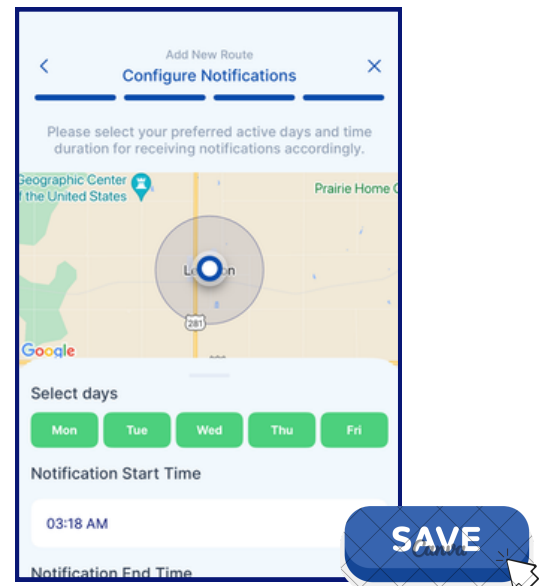 Add New Route
Configure Notifications
Please select your preferred active days and time
duration for receiving notifications accordingly.
Geographic Center
f the United States
Prairie Home C
281
Google
Select days
Mon Tue Wed Thu Fri
Notification Start Time
03:18 AM
SAVE
Canva
Notification End Time